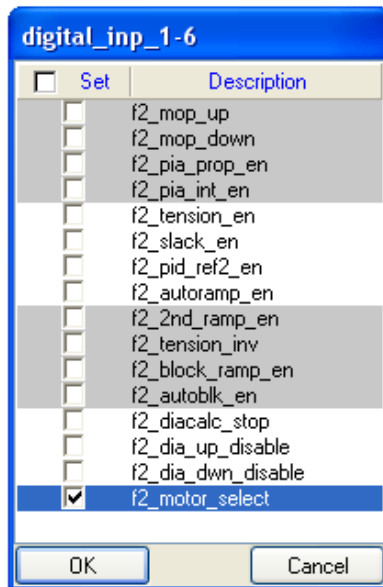 digital_inp_1-6
Set Description
f2_mop_up
f2_mop_down
f2_pia_prop_en
f2_pia_int_en
f2_tension_en
f2_slack_en
f2_pid_ref2_en
f2_autoramp_en
f2_2nd_ramp_en
f2_tension_inv
f2_block_ramp_en
f2_autoblk_en
f2_diacalc_stop
f2_dia_up_disable
f2_dia_dwn_disable
f2_motor_select
OK Cancel